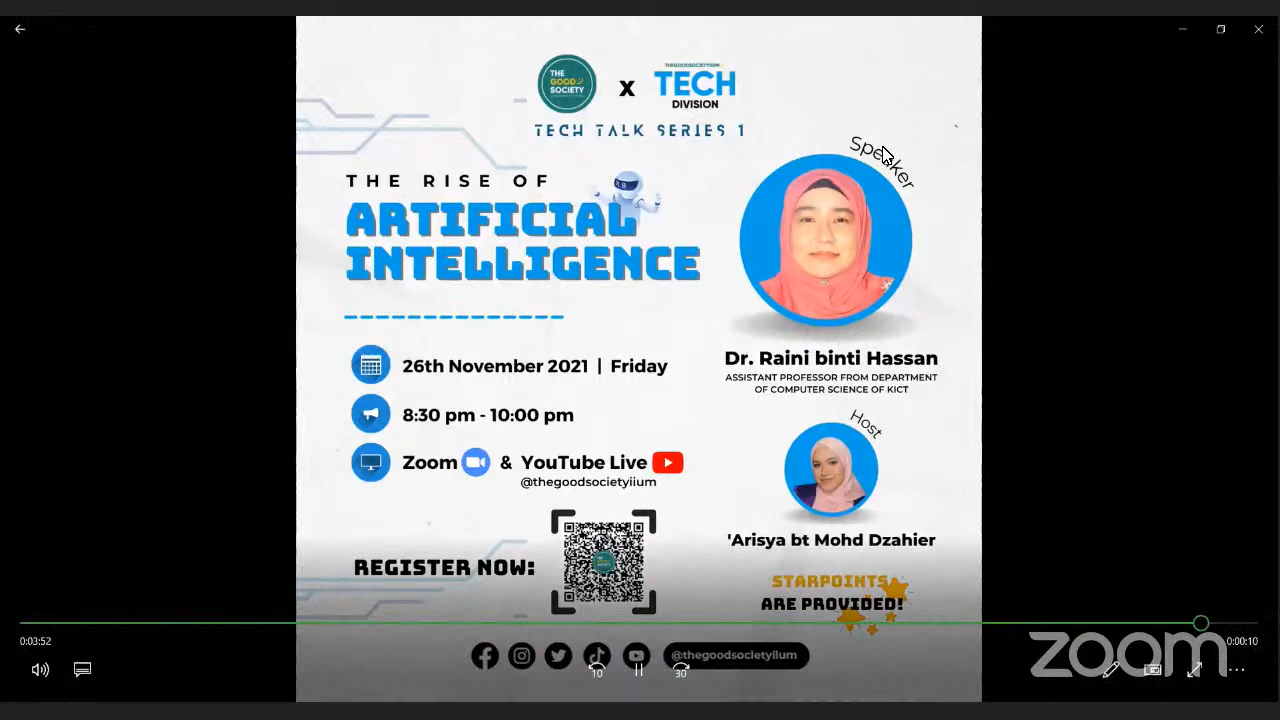 THE
GOOD
SOCIETY
X
THEGOODSOCIETYIIUM
TECH
DIVISION
TECH TALK SERIES 1
THE RISE OF
ARTIFICIAL
INTELLIGENCE
26th November 2021 | Friday
8:30 pm - 10:00 pm
Zoom & YouTube Live
@thegoodsocietyiium
REGISTER NOW:
Speaker
Dr. Raini binti Hassan
ASSISTANT PROFESSOR FROM DEPARTMENT
OF COMPUTER SCIENCE OF KICT
Host
'Arisya bt Mohd Dzahier
STARPOINTS
ARE PROVIDED!
@thegoodsocietyiium
0:03:52
0:00:10
10
30
zoom